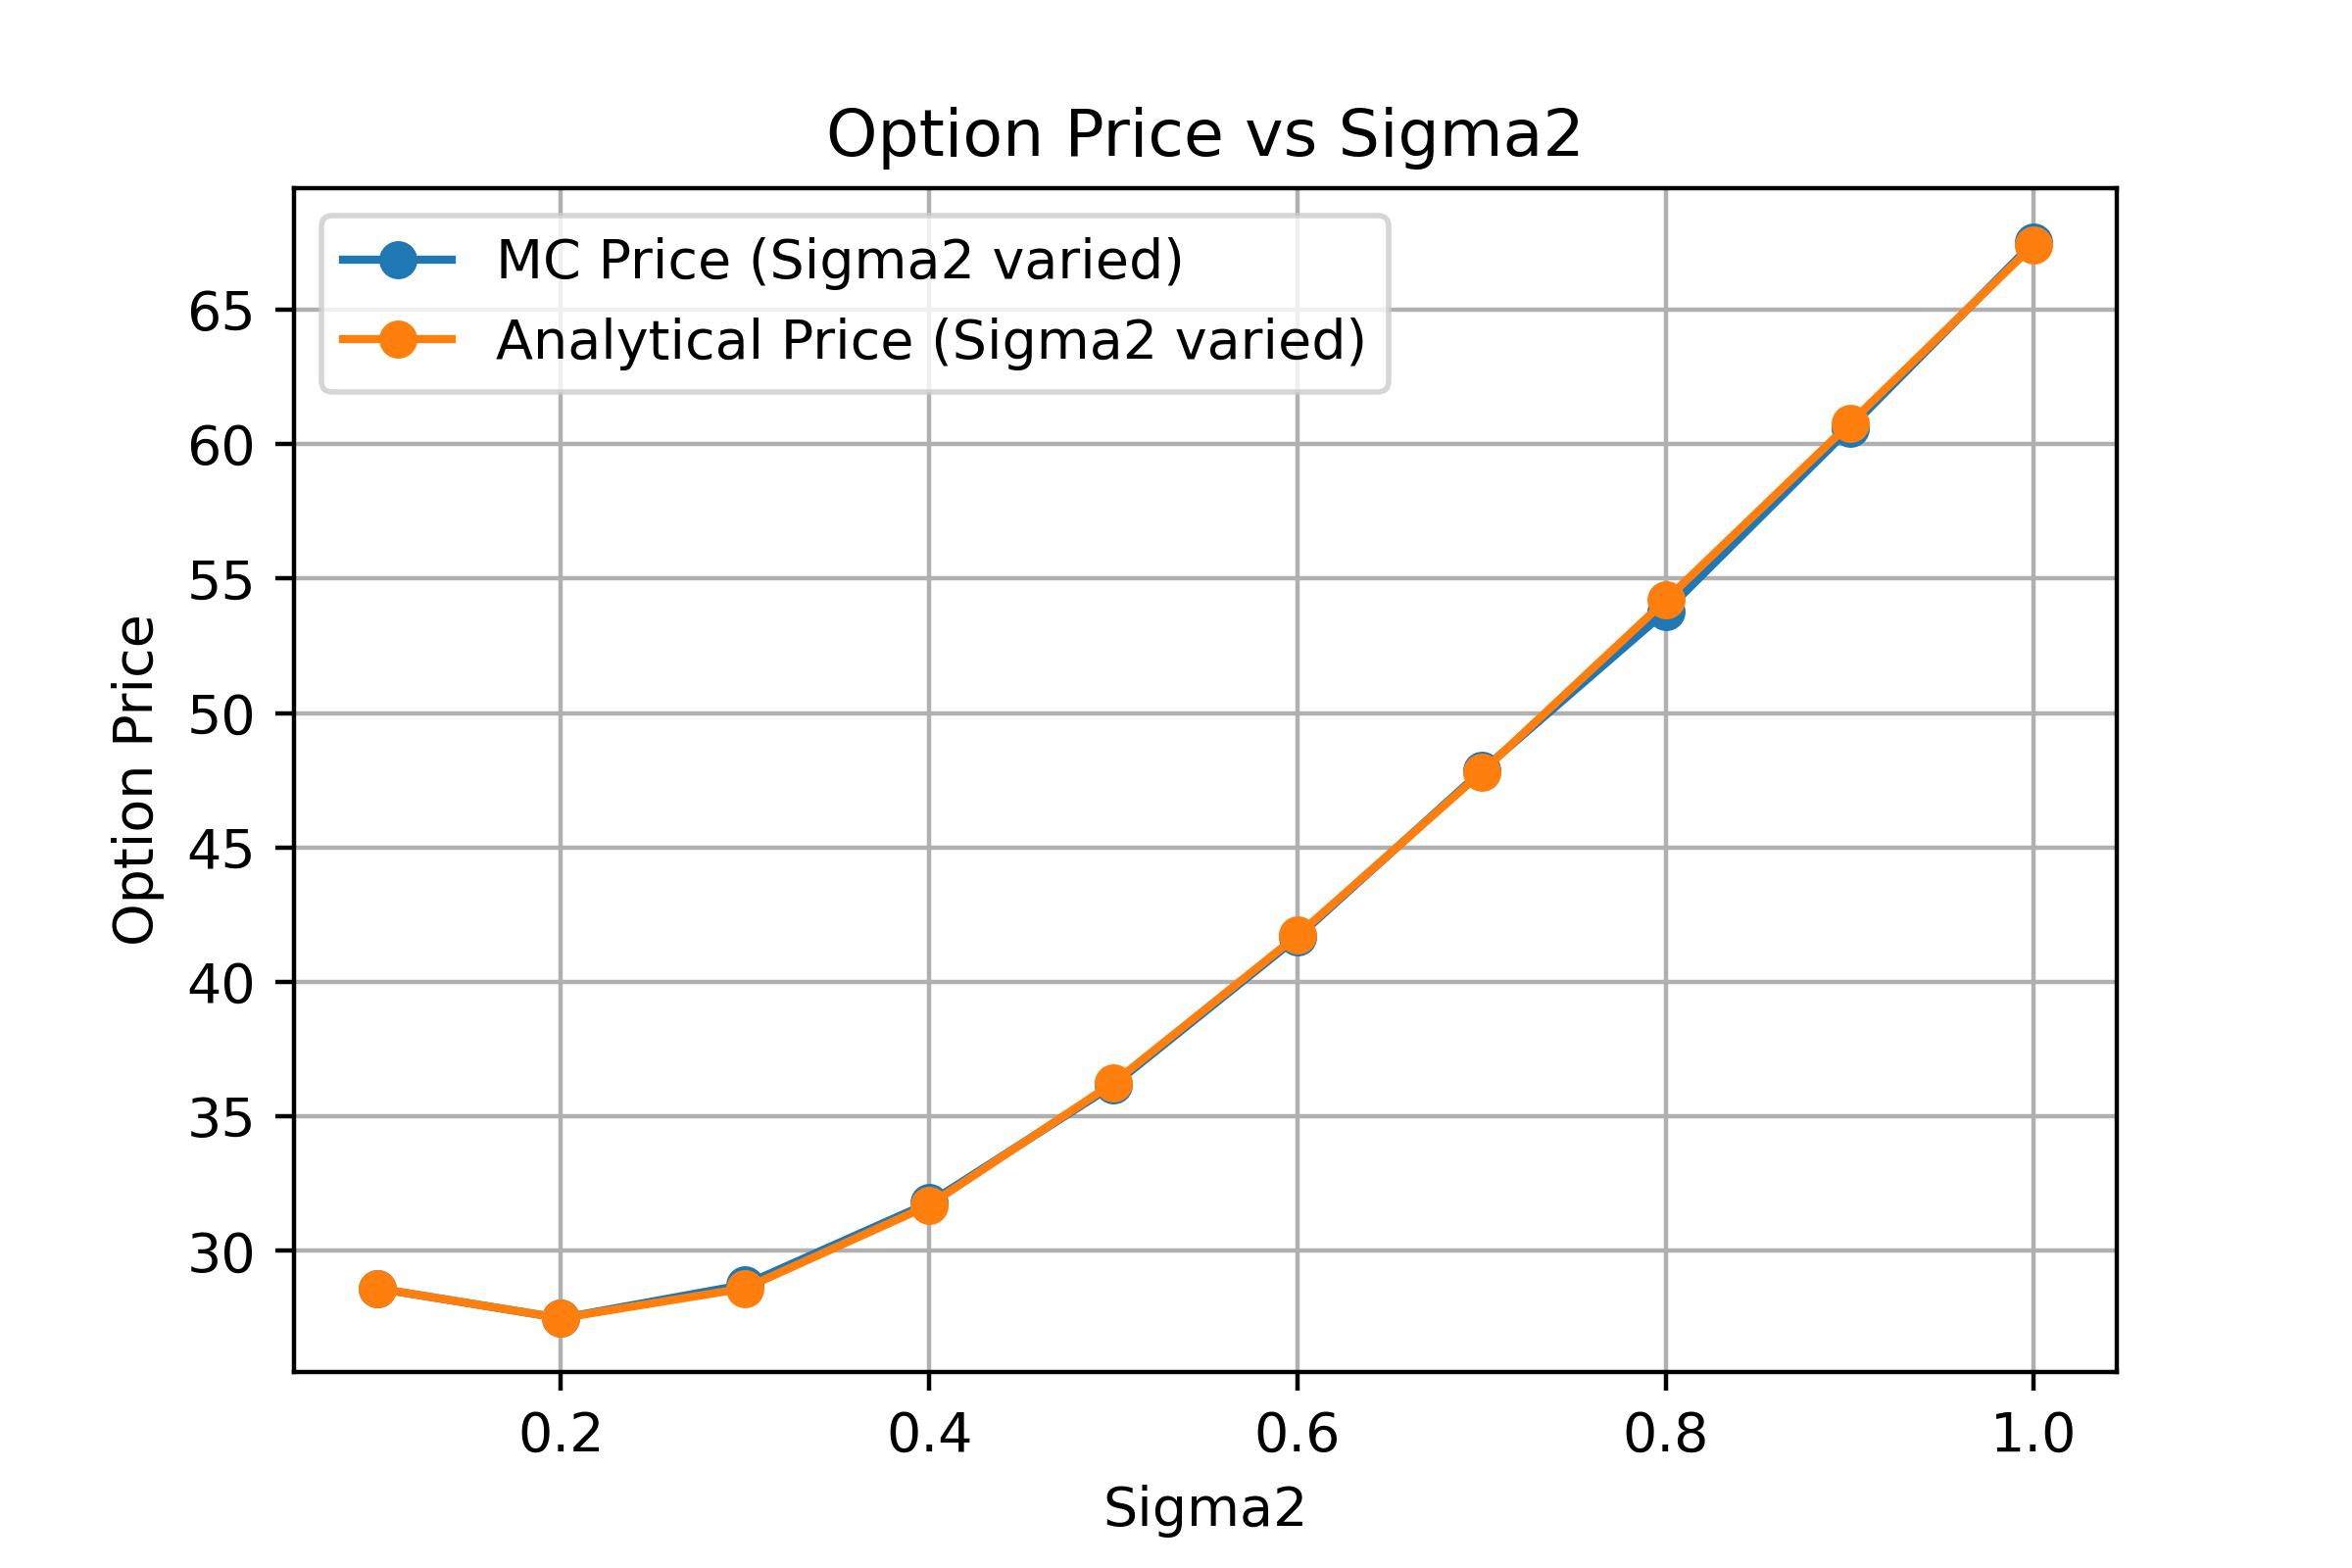 Option Price vs Sigma2
MC Price (Sigma2 varied)
Analytical Price (Sigma2 varied)
Option Price
65
60
55
50
45
40
35
30
0.2 0.4 0.6 0.8 1.0
Sigma2